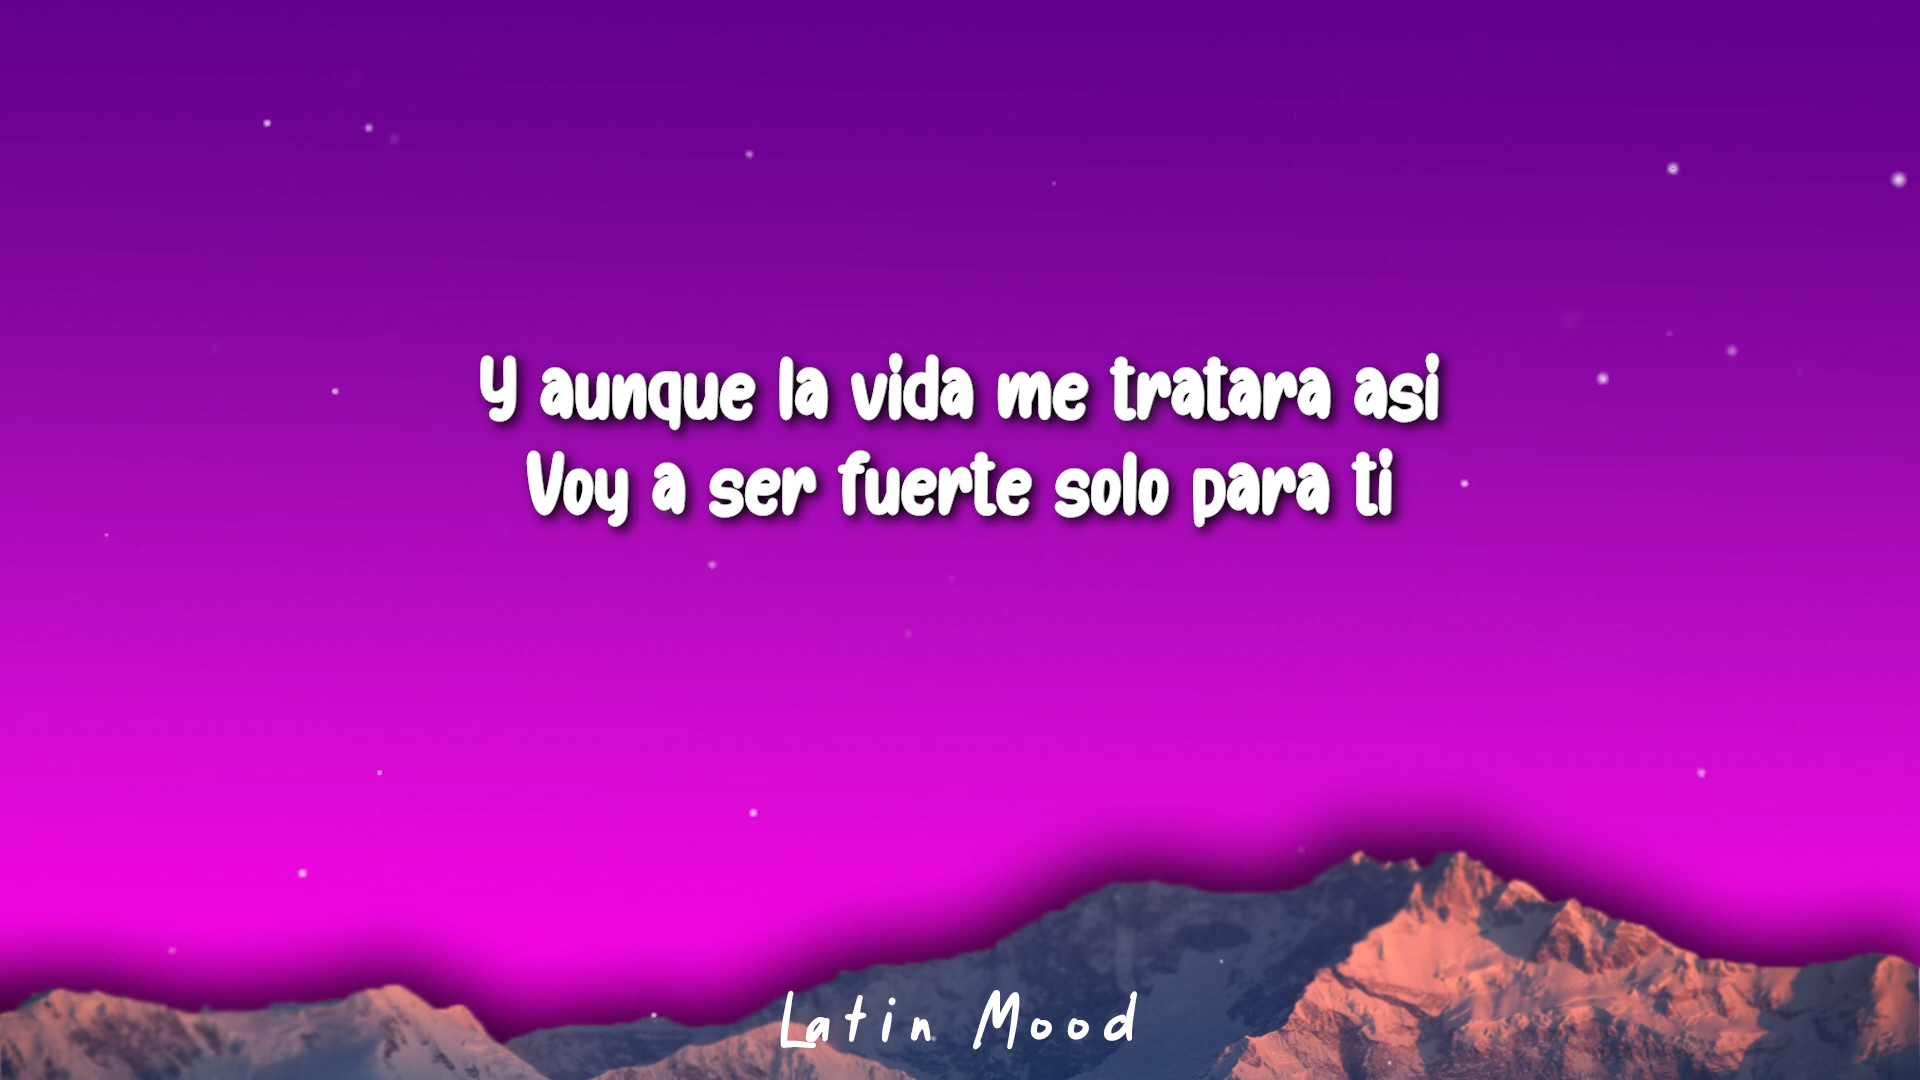 Y aunque la vida me tratara asi
Voy a ser fuerte solo para ti
Latin Mood